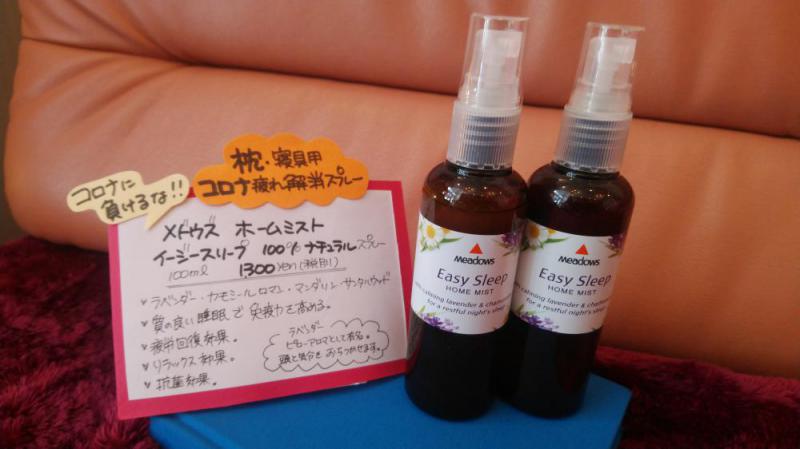 コロナに
負けるな!!
枕・寝具用
コロナ疲れ解消スプレー
メドウズ ホームミスト
イージースリープ 100% ナチュラルスプレー
100ml 1,300yen(税別)
ラベンダー・カモミールロマン・マンダリン・サンダルウッド
質の良い睡眠で免疫力を高める。
疲労回復効果。
リラックス効果。
抗菌効果。
ラベンダー
ピローアロマとして有名。
頭と気分をおちつかせます。
Meadows
Easy Sleep
HOME MIST
calming lavender & chamomile
for a restful night's sleep
Meadows
Easy Sleep
HOME MIST
calming lavender &
for a restful night's